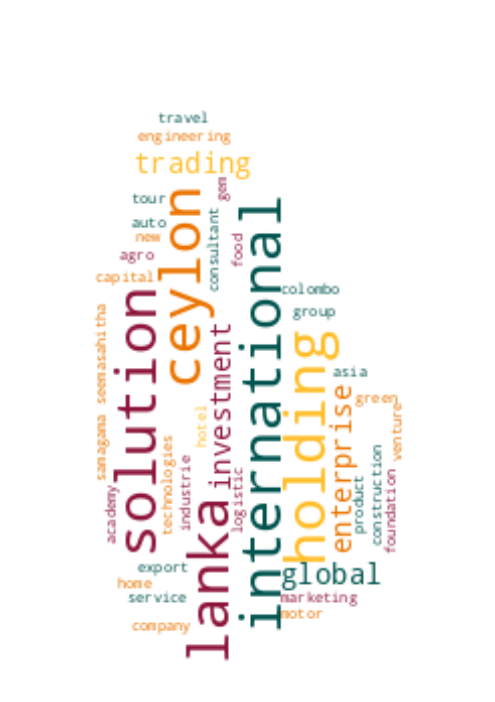 travel
engineering
trading
tour
gem
ceylon
auto
new
consultant
international
food
agro
capital
colombo
solution
group
samagama seemasahitha
investment
holding
asia
enterprise
green
venture
hotel
technologies
industrie
logistic
product
construction
foundation
academy
lanka
export
global
home
service
marketing
motor
company